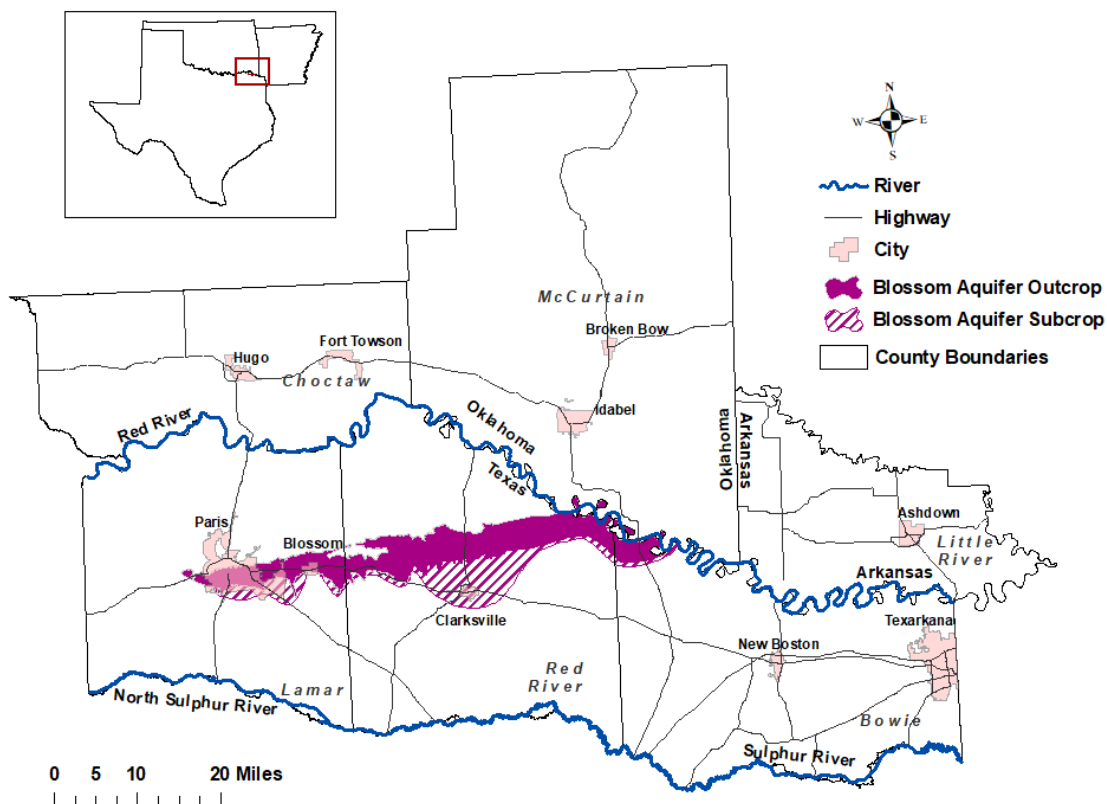 N
W E
S
River
Highway
City
Blossom Aquifer Outcrop
Blossom Aquifer Subcrop
County Boundaries
McCurtain
Broken Bow
Fort Towson
Hugo
Choctaw
Idabel
Red River
Oklahoma
Texas
Oklahoma
Arkansas
Ashdown
Little
River
Paris
Blossom
Arkansas
Clarksville
Texarkana
New Boston
Red
River
Lamar
North Sulphur River
Bowie
Sulphur River
0 5 10 20 Miles